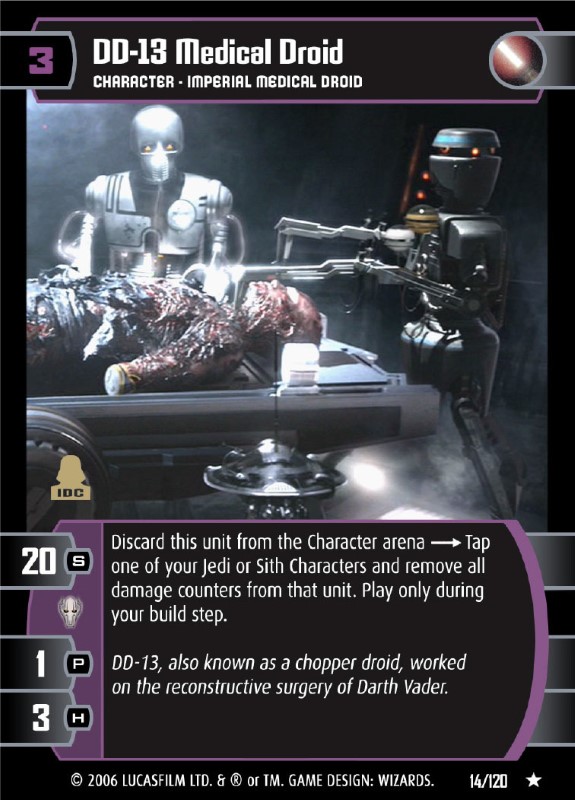 3
DD-13 Medical Droid
CHARACTER - IMPERIAL MEDICAL DROID
IDC
20 S
Discard this unit from the Character arena → Tap
one of your Jedi or Sith Characters and remove all
damage counters from that unit. Play only during
your build step.
1 P
DD-13, also known as a chopper droid, worked
on the reconstructive surgery of Darth Vader.
3 H
© 2006 LUCASFILM LTD. & ® or TM. GAME DESIGN: WIZARDS.
14/120 ★